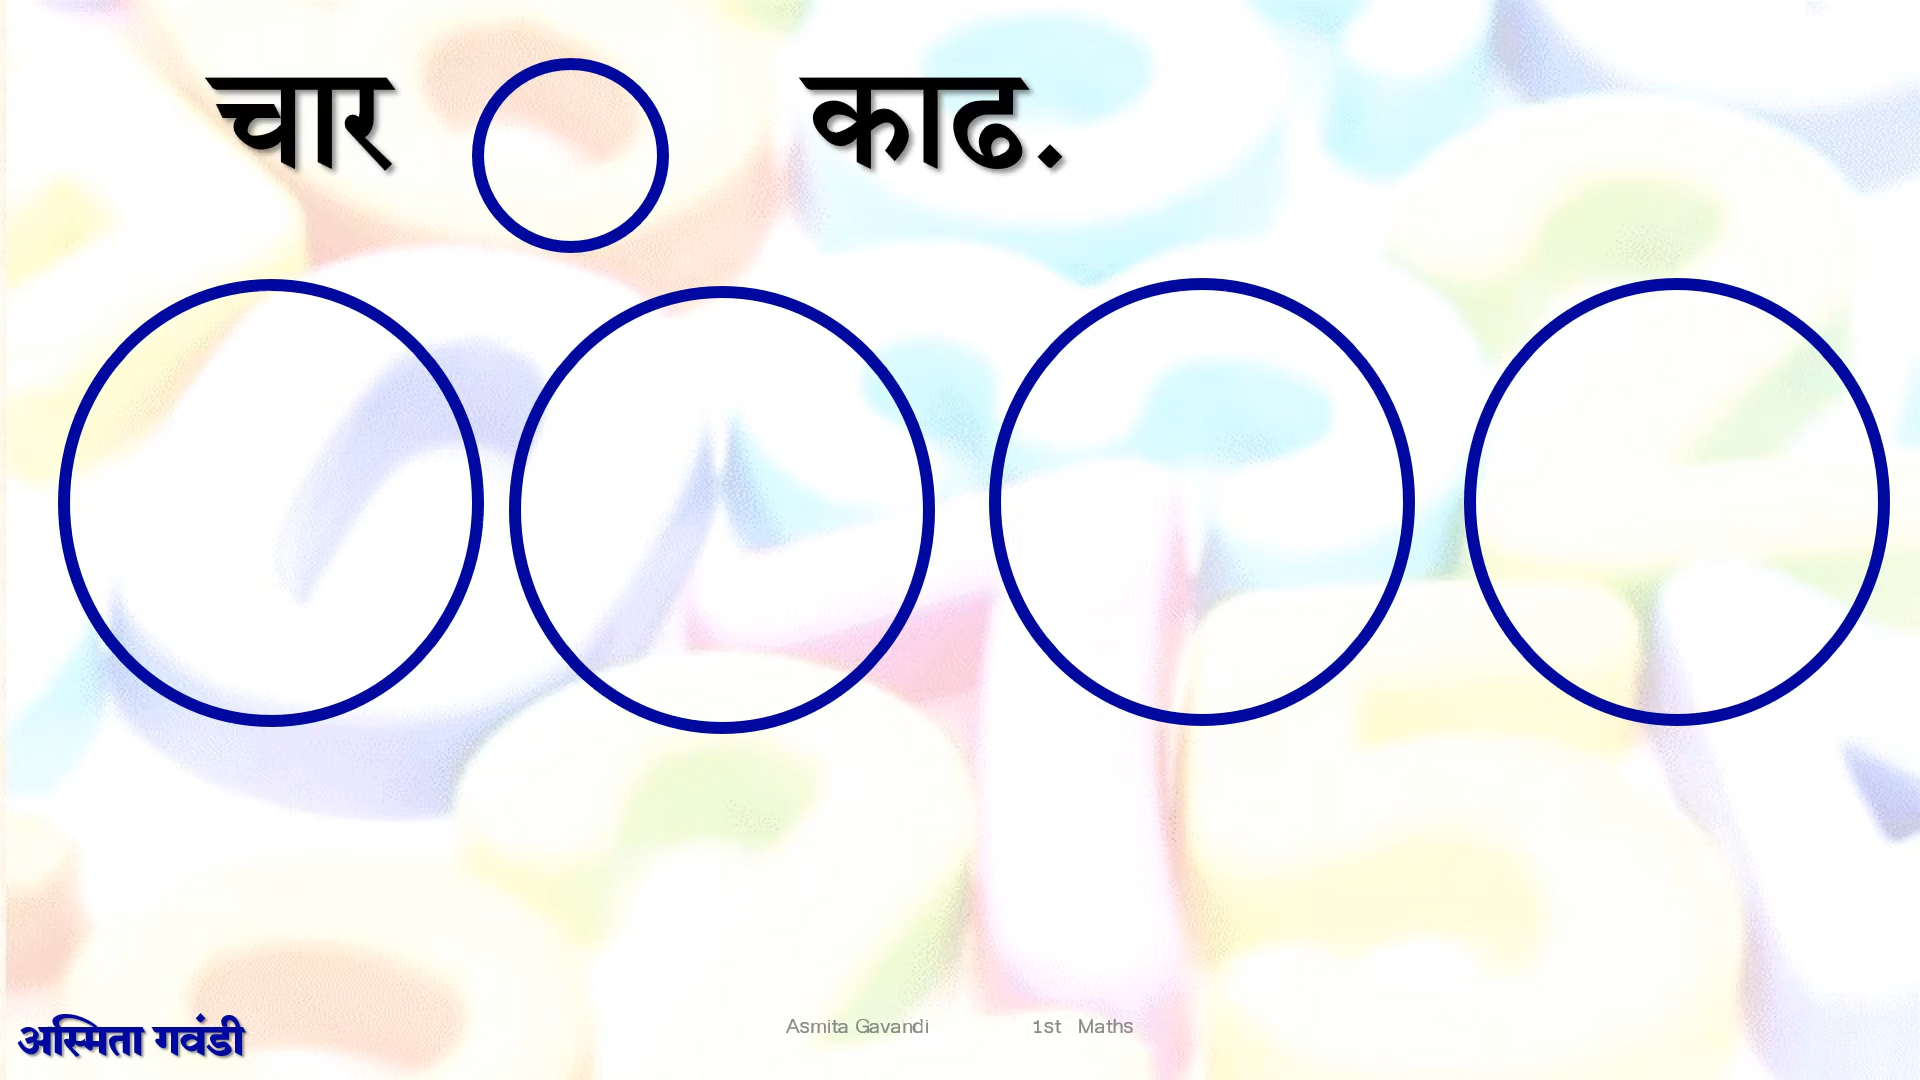 चार काढ.
अस्मिता गवंडी
Asmita Gavandi 1st Maths